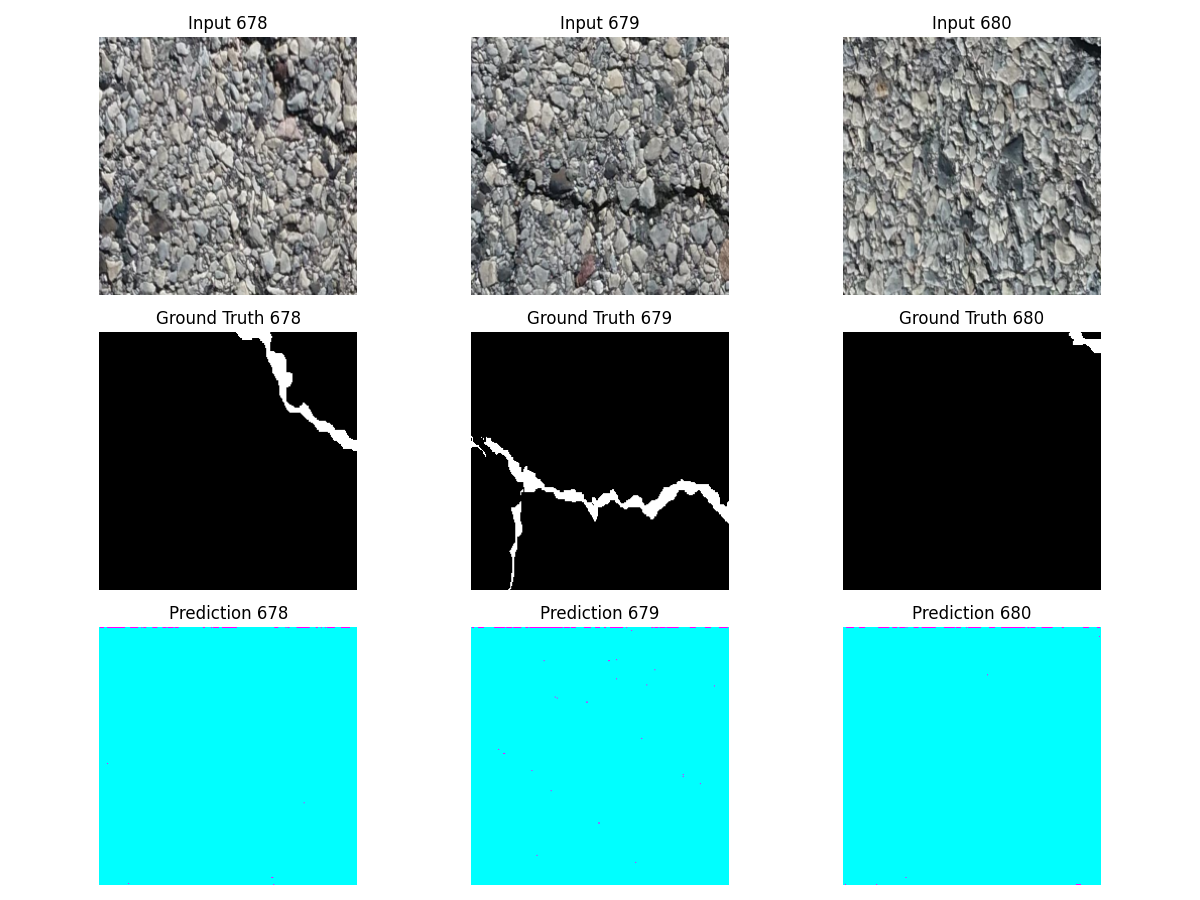 Input 678
Input 679
Input 680
Ground Truth 678
Ground Truth 679
Ground Truth 680
Prediction 678
Prediction 679
Prediction 680